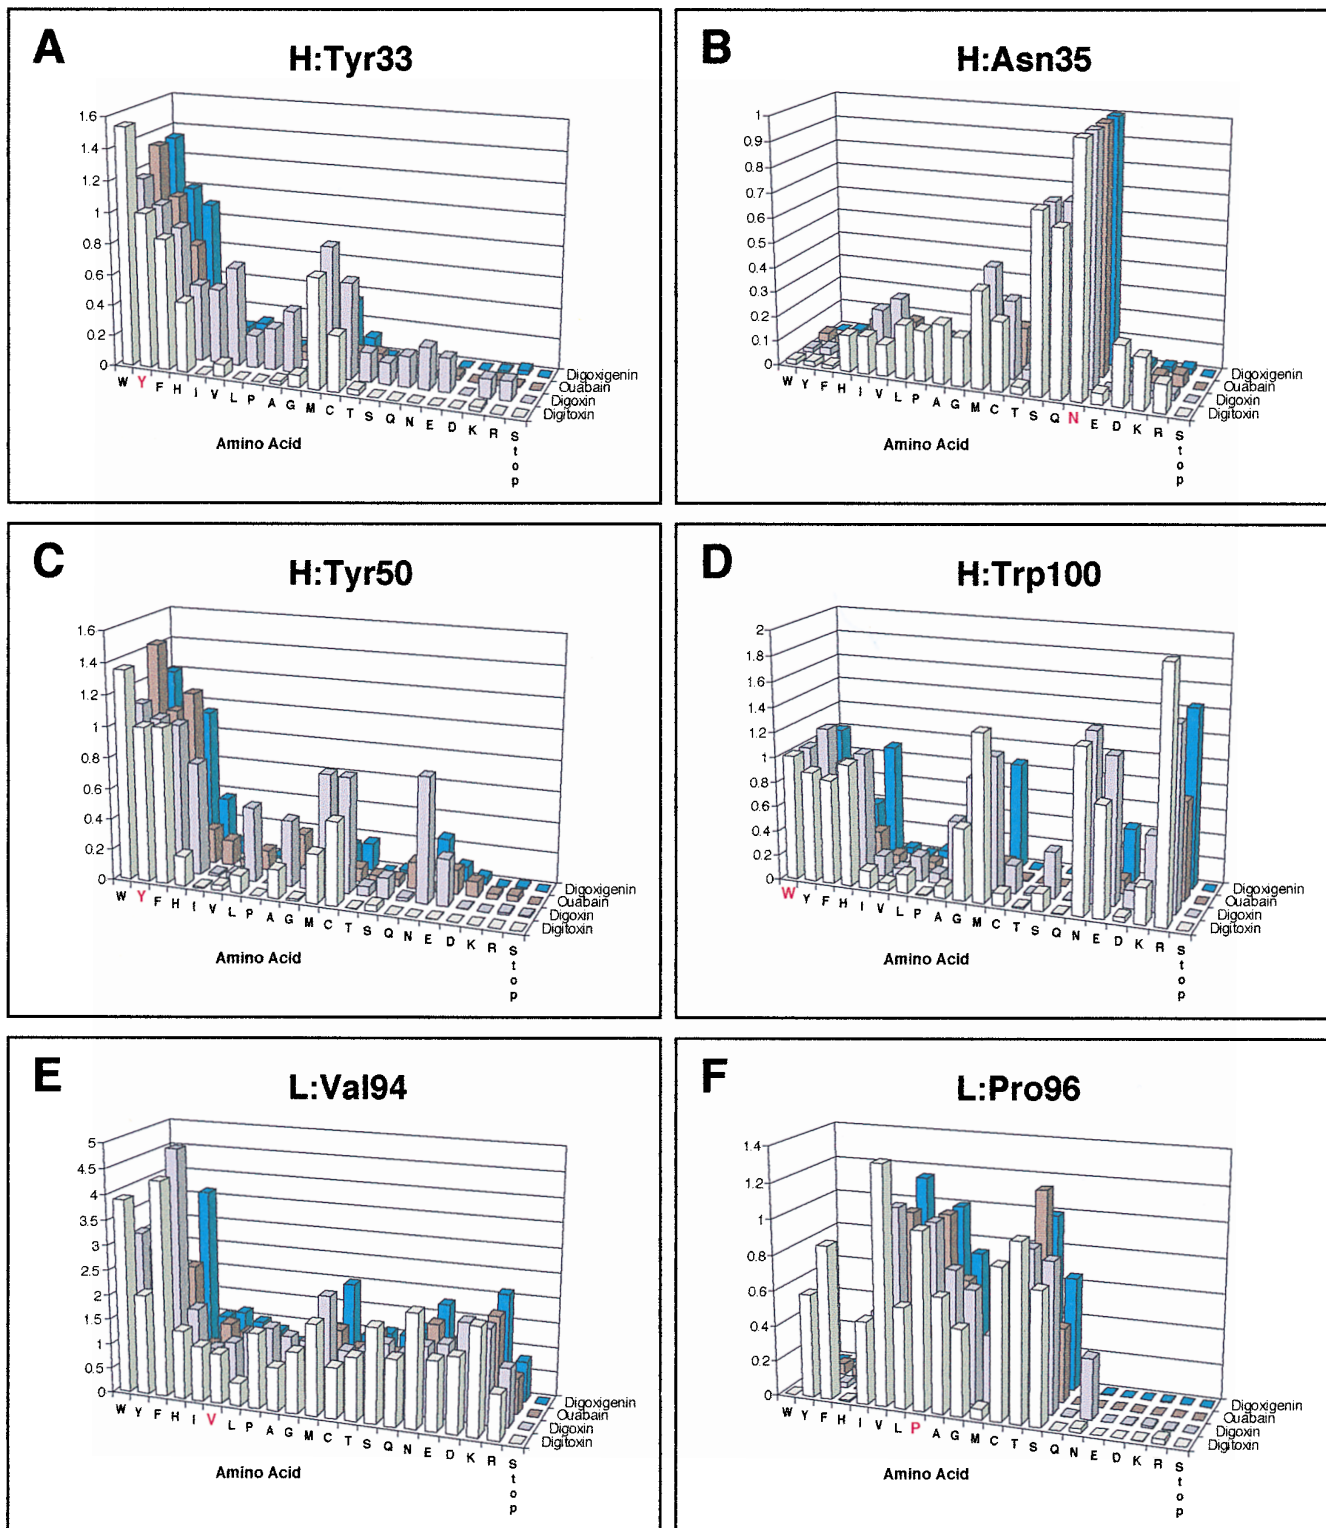 A
H:Tyr33
1.6
1.4
1.2
1
0.8
0.6
0.4
0.2
0
W Y F H I V L P A G M C T S Q N E D K R Stop
Digoxigenin
Ouabain
Digoxin
Digitoxin
Amino Acid
B
H:Asn35
1
0.9
0.8
0.7
0.6
0.5
0.4
0.3
0.2
0.1
0
W Y F H I V L P A G M C T S Q N E D K R Stop
Digoxigenin
Ouabain
Digoxin
Digitoxin
Amino Acid
C
H:Tyr50
1.6
1.4
1.2
1
0.8
0.6
0.4
0.2
0
W Y F H I V L P A G M C T S Q N E D K R Stop
Digoxigenin
Ouabain
Digoxin
Digitoxin
Amino Acid
D
H:Trp100
2
1.8
1.6
1.4
1.2
1
0.8
0.6
0.4
0.2
0
W Y F H I V L P A G M C T S Q N E D K R Stop
Digoxigenin
Ouabain
Digoxin
Digitoxin
Amino Acid
E
L:Val94
5
4.5
4
3.5
3
2.5
2
1.5
1
0.5
0
W Y F H I V L P A G M C T S Q N E D K R Stop
Digoxigenin
Ouabain
Digoxin
Digitoxin
Amino Acid
F
L:Pro96
1.4
1.2
1
0.8
0.6
0.4
0.2
0
W Y F H I V L P A G M C T S Q N E D K R Stop
Digoxigenin
Ouabain
Digoxin
Digitoxin
Amino Acid